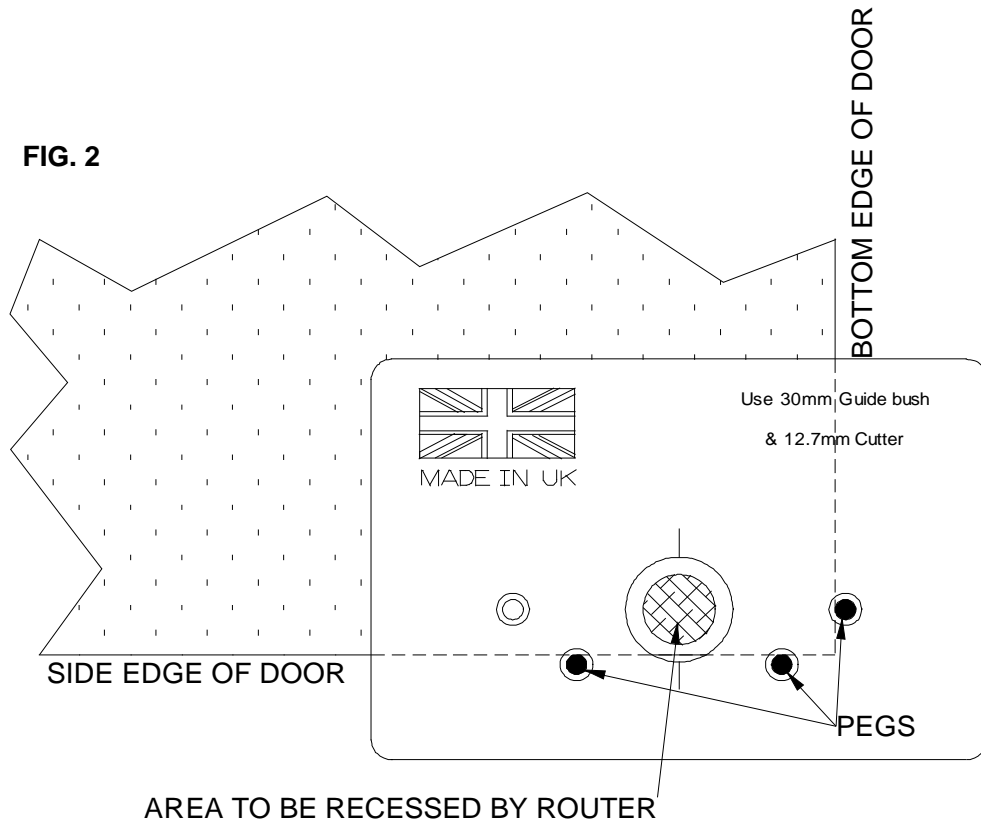 FIG. 2
BOTTOM EDGE OF DOOR
Use 30mm Guide bush
& 12.7mm Cutter
MADE IN UK
SIDE EDGE OF DOOR
PEGS
AREA TO BE RECESSED BY ROUTER